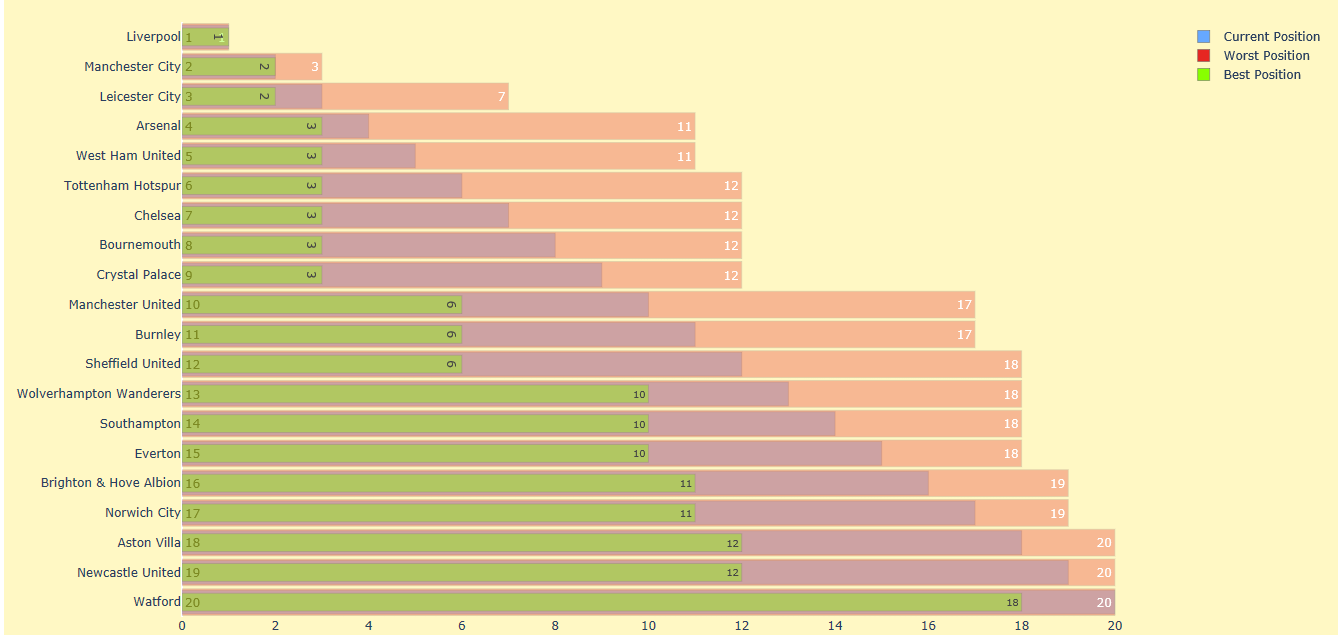 Liverpool 1 1 1
Manchester City 2 2 3
Leicester City 3 2 7
Arsenal 4 3 11
West Ham United 5 3 11
Tottenham Hotspur 6 3 12
Chelsea 7 3 12
Bournemouth 8 3 12
Crystal Palace 9 3 12
Manchester United 10 6 17
Burnley 11 6 17
Sheffield United 12 6 18
Wolverhampton Wanderers 13 10 18
Southampton 14 10 18
Everton 15 10 18
Brighton & Hove Albion 16 11 19
Norwich City 17 11 19
Aston Villa 18 12 20
Newcastle United 19 12 20
Watford 20 18 20
0 2 4 6 8 10 12 14 16 18 20
Current Position
Worst Position
Best Position